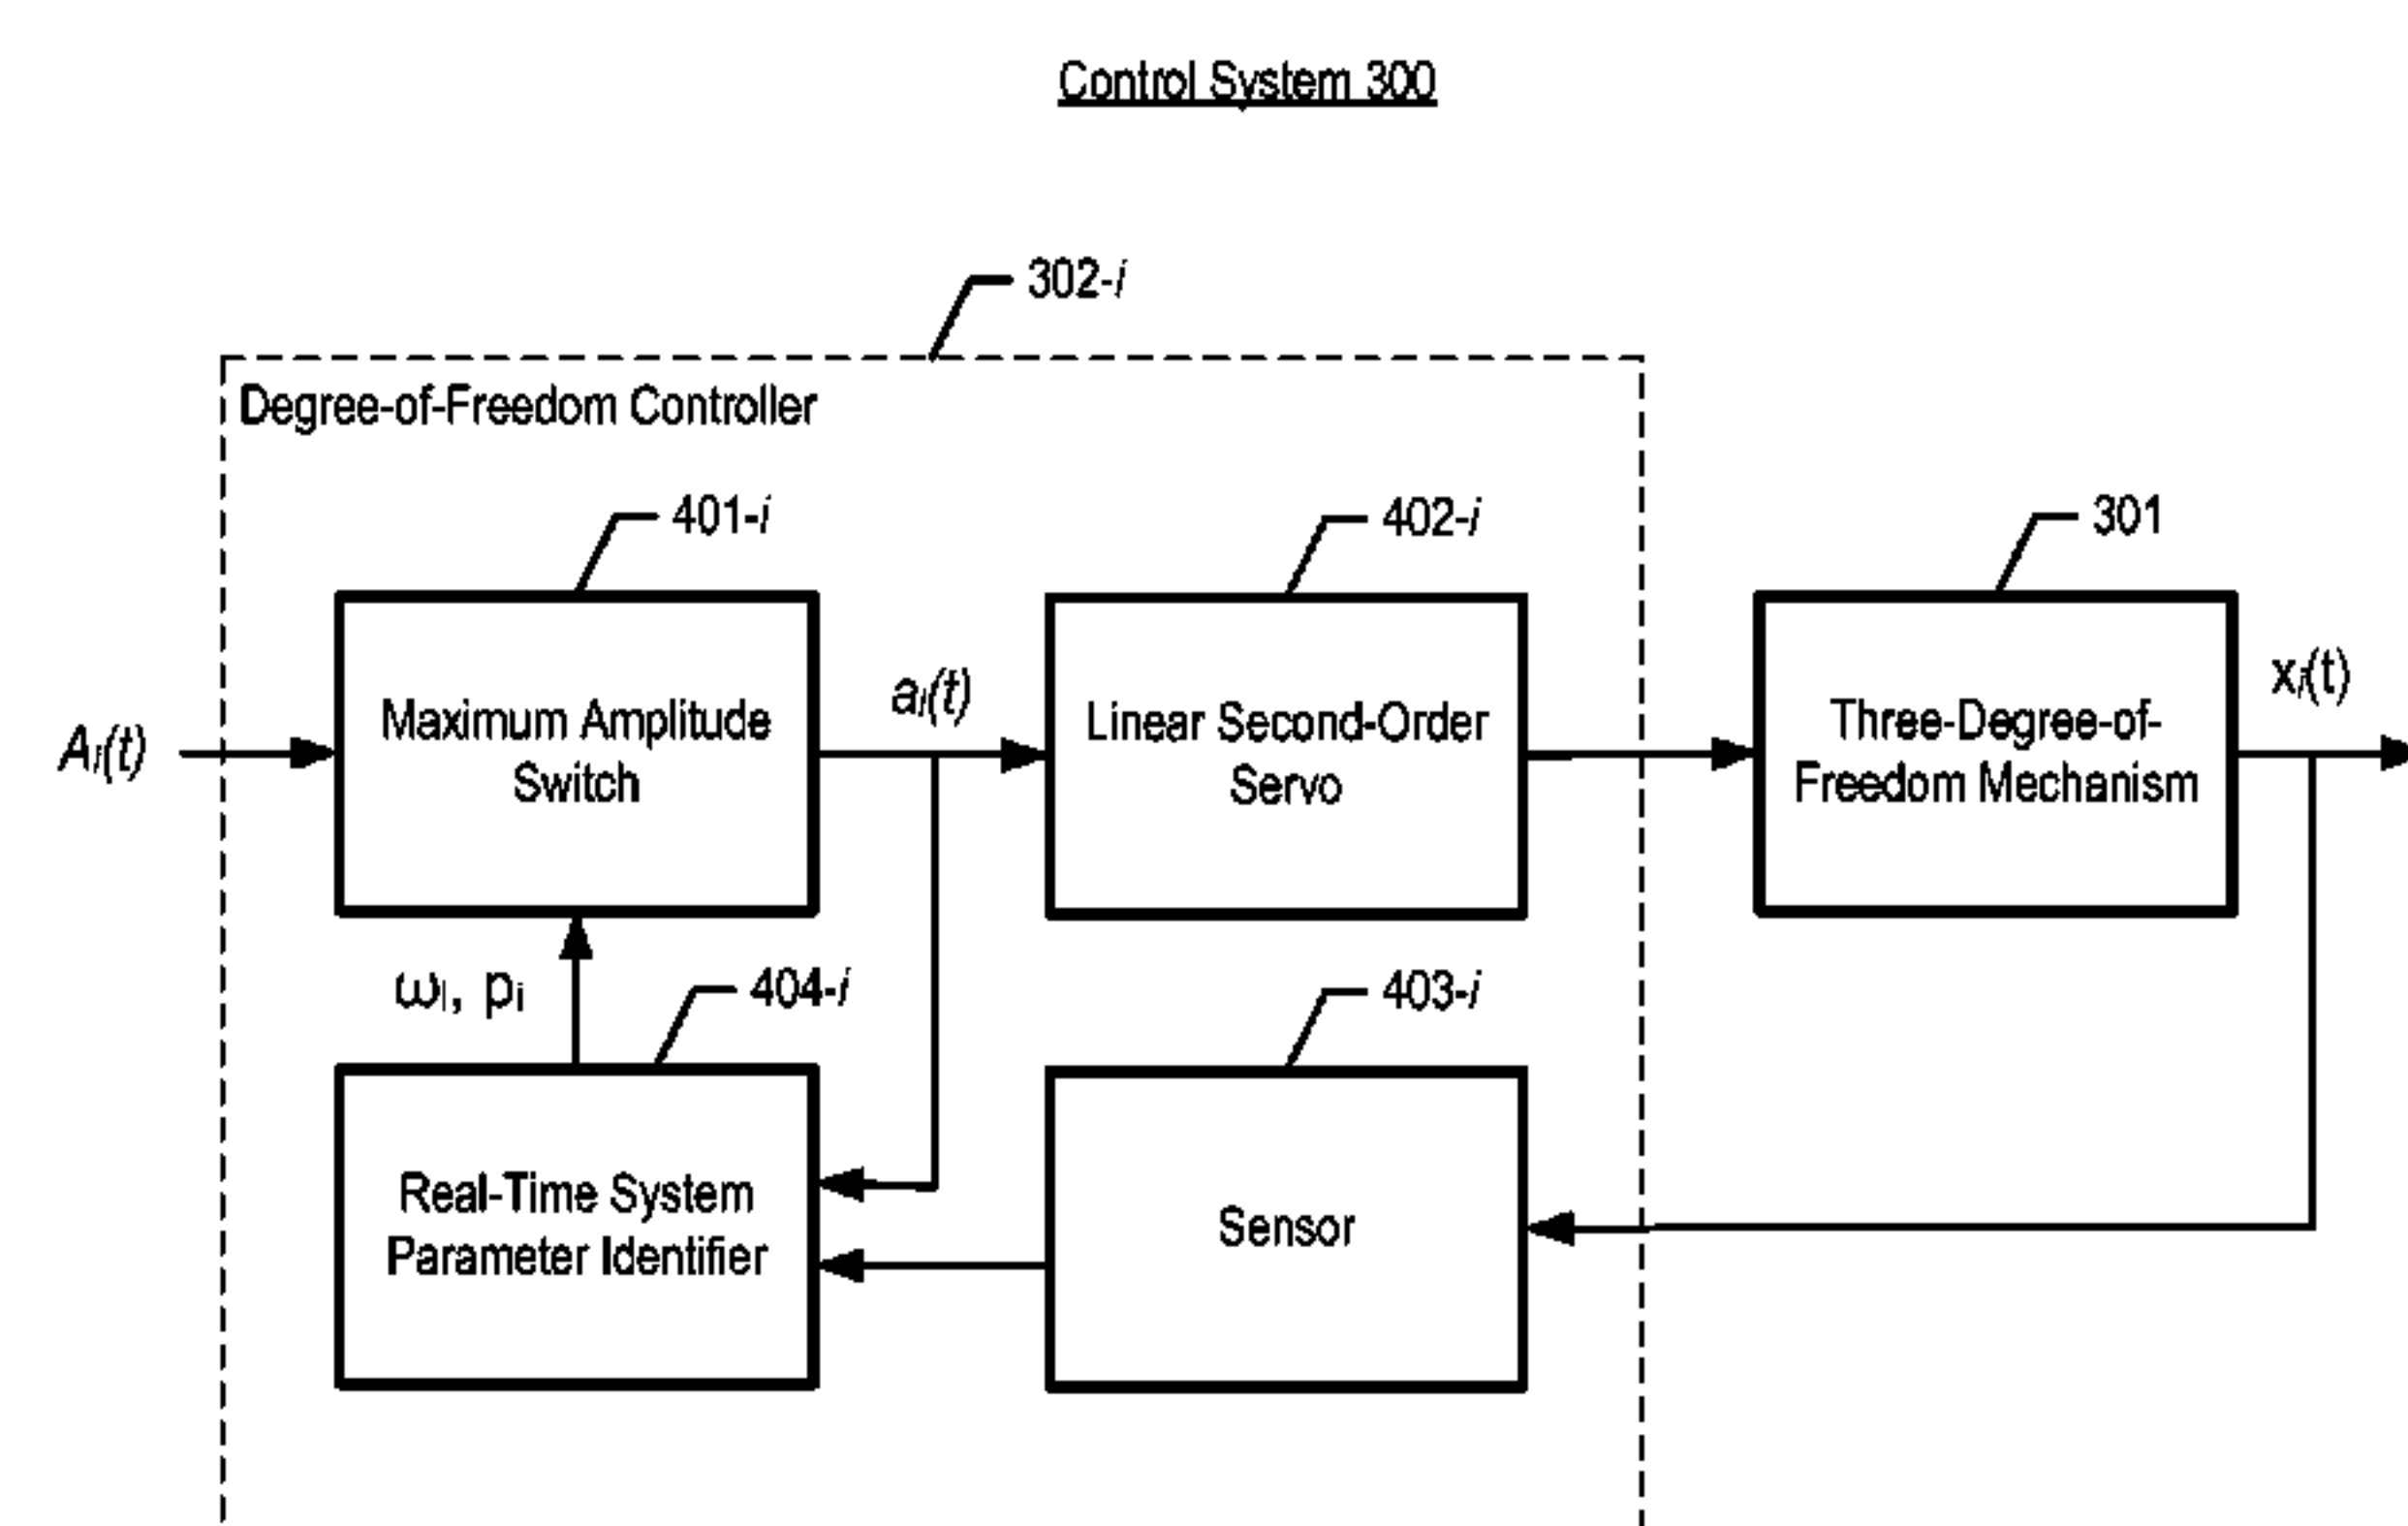 Control System 300
302-i
Degree-of-Freedom Controller
401-i
402-i
301
Ai(t)
Maximum Amplitude
Switch
ai(t)
Linear Second-Order
Servo
Three-Degree-of-
Freedom Mechanism
xi(t)
ωi, pi
404-i
403-i
Real-Time System
Parameter Identifier
Sensor